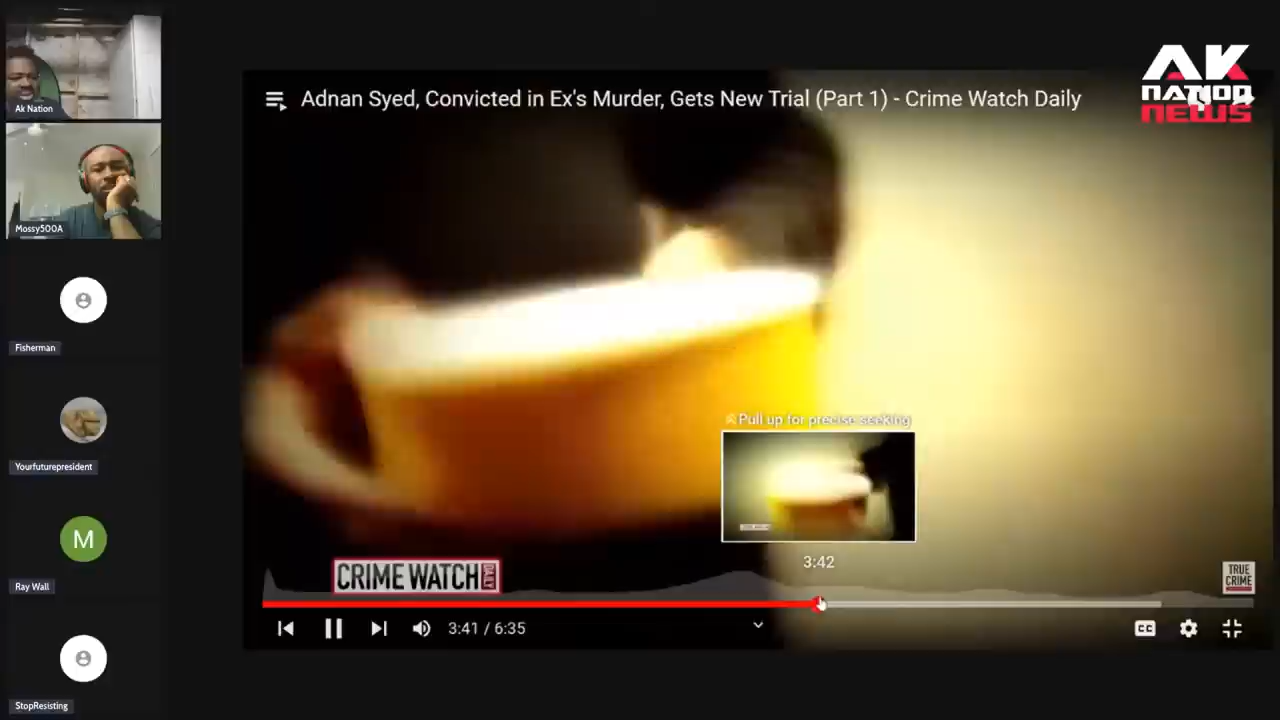 Ak Nation
Mossy500A
Fisherman
Yourfuturepresident
M
Ray Wall
StopResisting
Adnan Syed, Convicted in Ex's Murder, Gets New Trial (Part 1) - Crime Watch Daily
AK
NATION
NEWS
Pull up for precise seeking
3:42
CRIME WATCH DAILY
TRUE
CRIME
3:41 / 6:35
CC